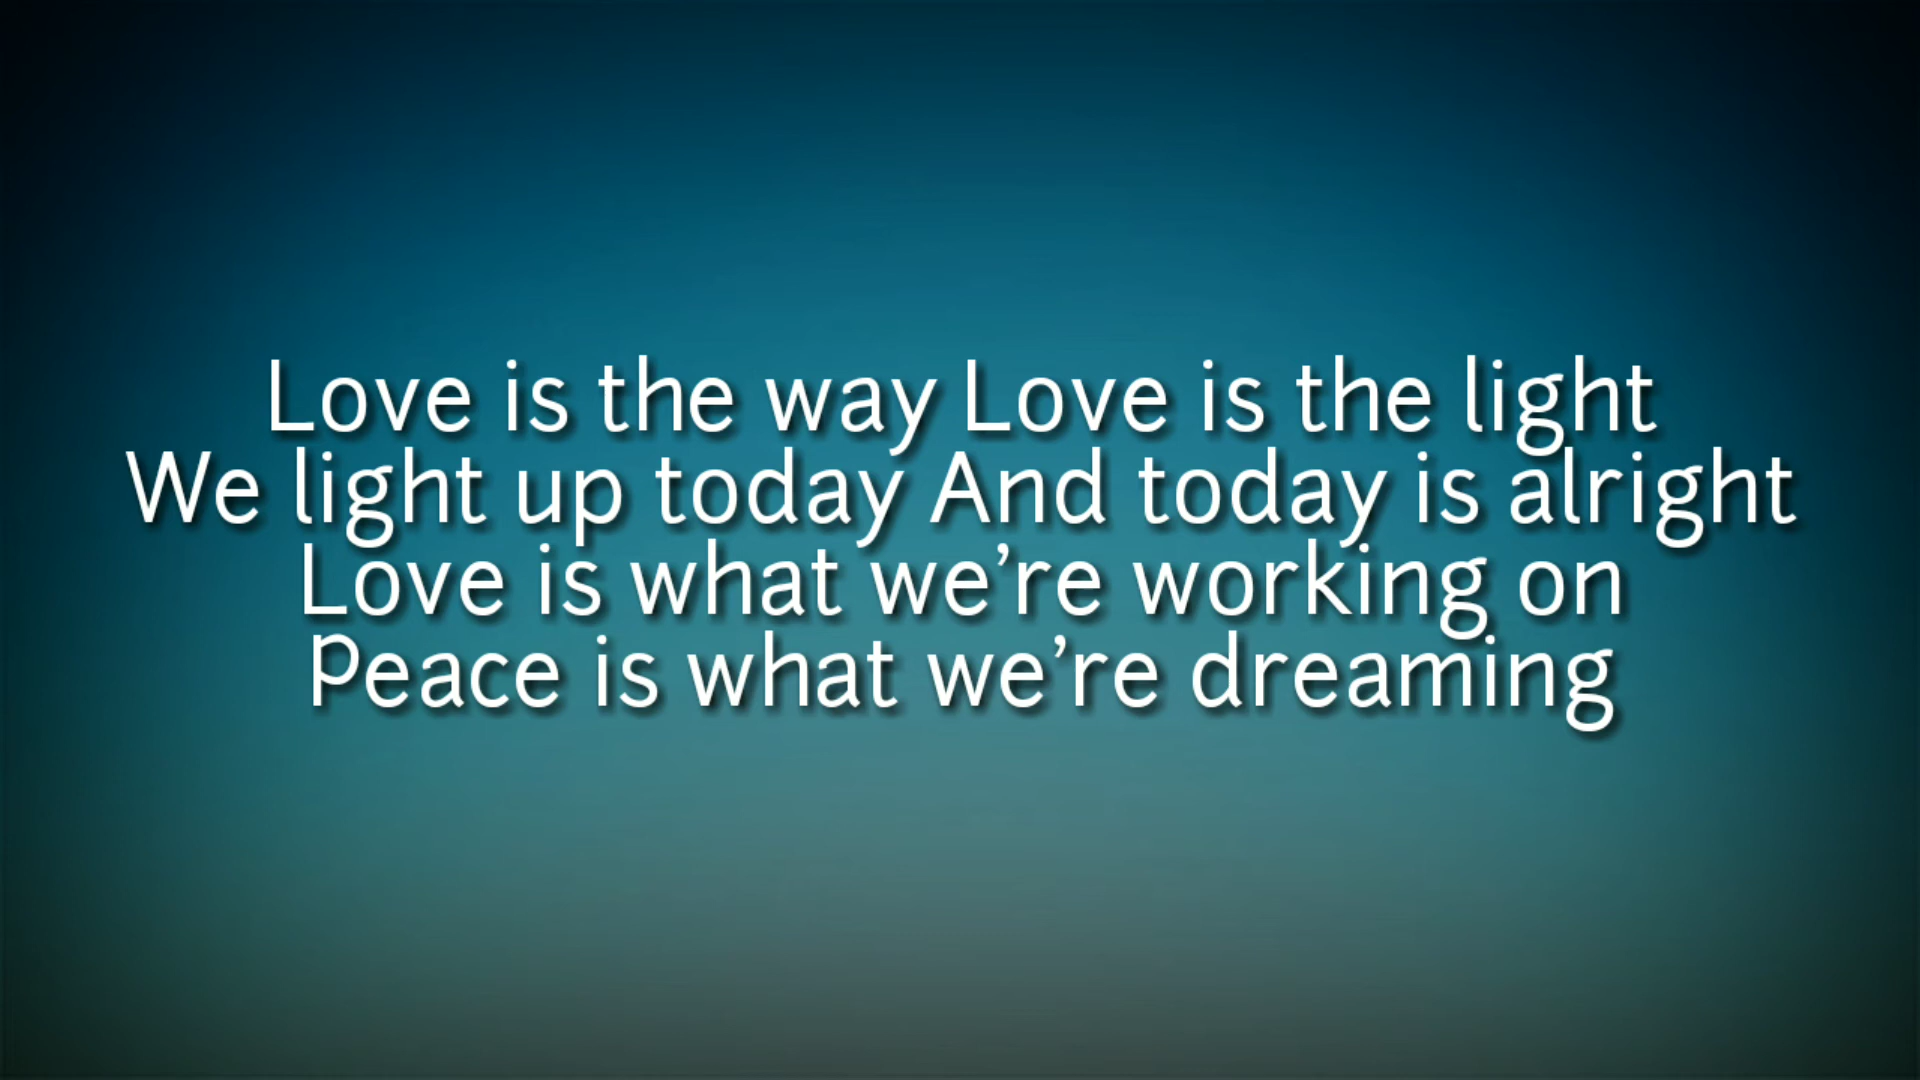 Love is the way Love is the light
We light up today And today is alright
Love is what we're working on
Peace is what we're dreaming